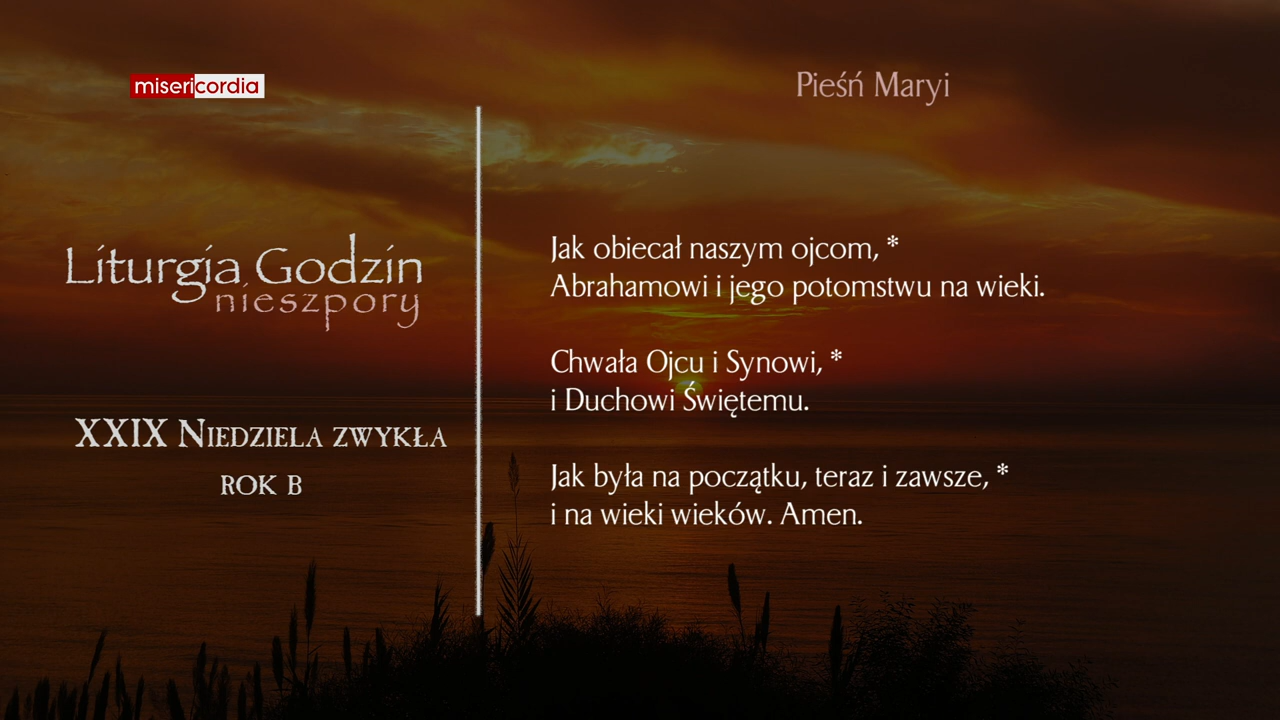 misericordia
Liturgia Godzin
nieszpory
XXIX Niedziela zwykła
rok B
Pieśń Maryi
Jak obiecał naszym ojcom, *
Abrahamowi i jego potomstwu na wieki.
Chwała Ojcu i Synowi, *
i Duchowi Świętemu.
Jak była na początku, teraz i zawsze, *
i na wieki wieków. Amen.